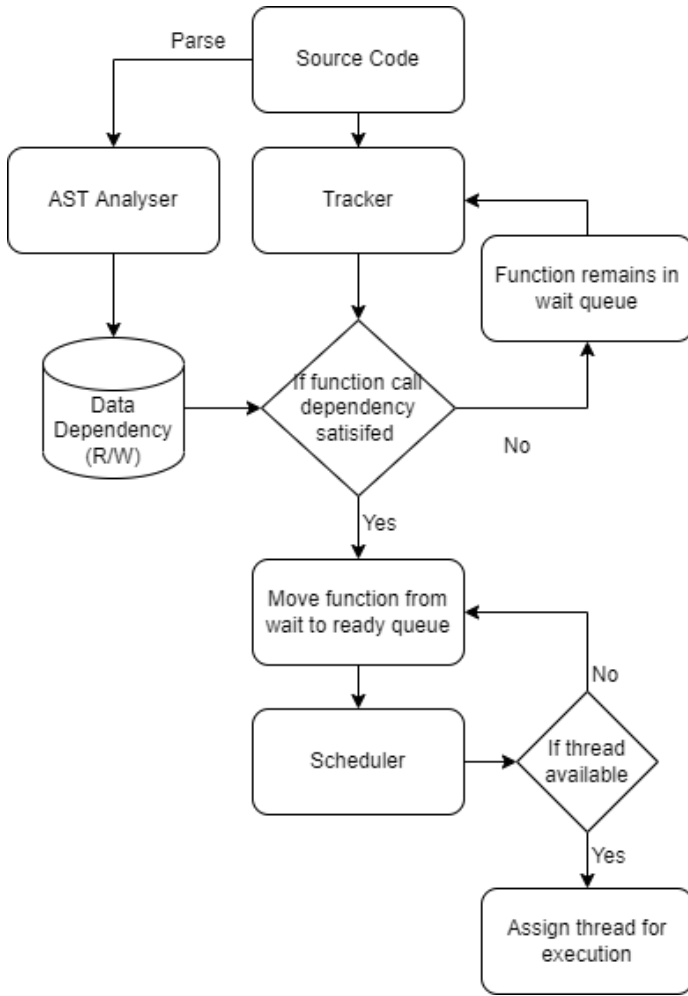 Parse
Source Code
AST Analyser
Tracker
Function remains in
wait queue
Data
Dependency
(R/W)
If function call
dependency
satisifed
No
Yes
Move function from
wait to ready queue
No
Scheduler
If thread
available
Yes
Assign thread for
execution